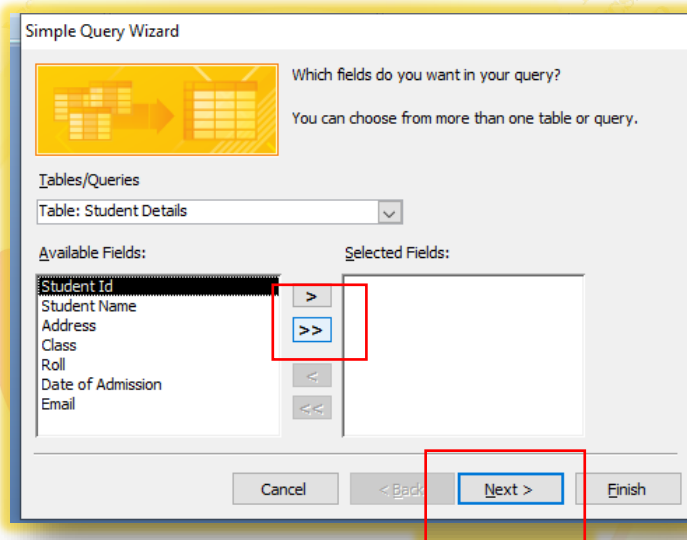 Simple Query Wizard
Which fields do you want in your query?
You can choose from more than one table or query.
Tables/Queries
Table: Student Details
Available Fields:
Selected Fields:
Student Id
Student Name
Address
Class
Roll
Date of Admission
Email
>
>>
<
<<
Cancel
< Back
Next >
Finish